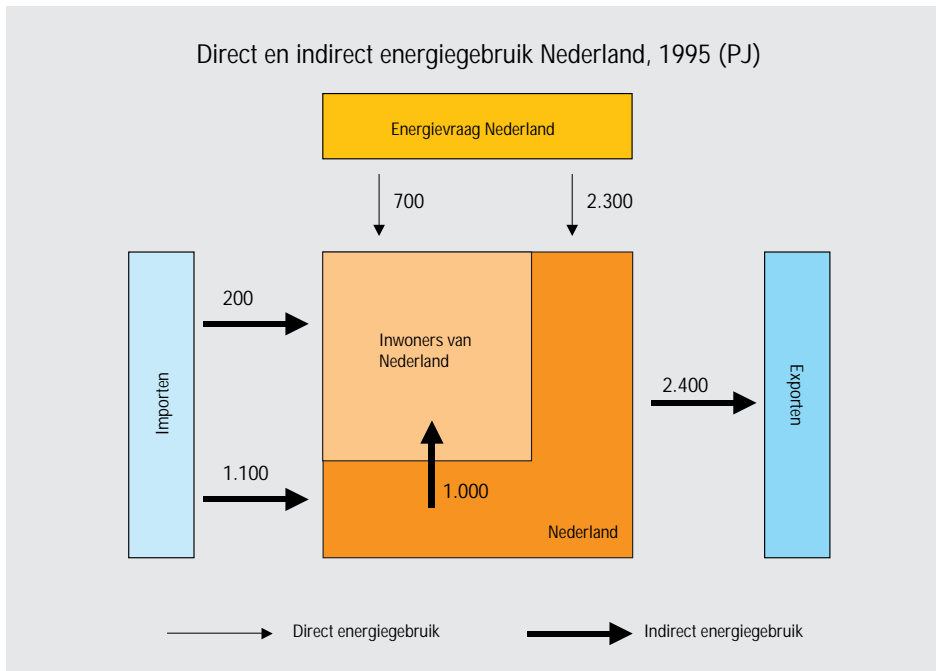 Direct en indirect energiegebruik Nederland, 1995 (PJ)
Energievraag Nederland
700
2.300
200
Inwoners van
Nederland
Importen
2.400
Exporten
1.100
1.000
Nederland
Direct energiegebruik
Indirect energiegebruik